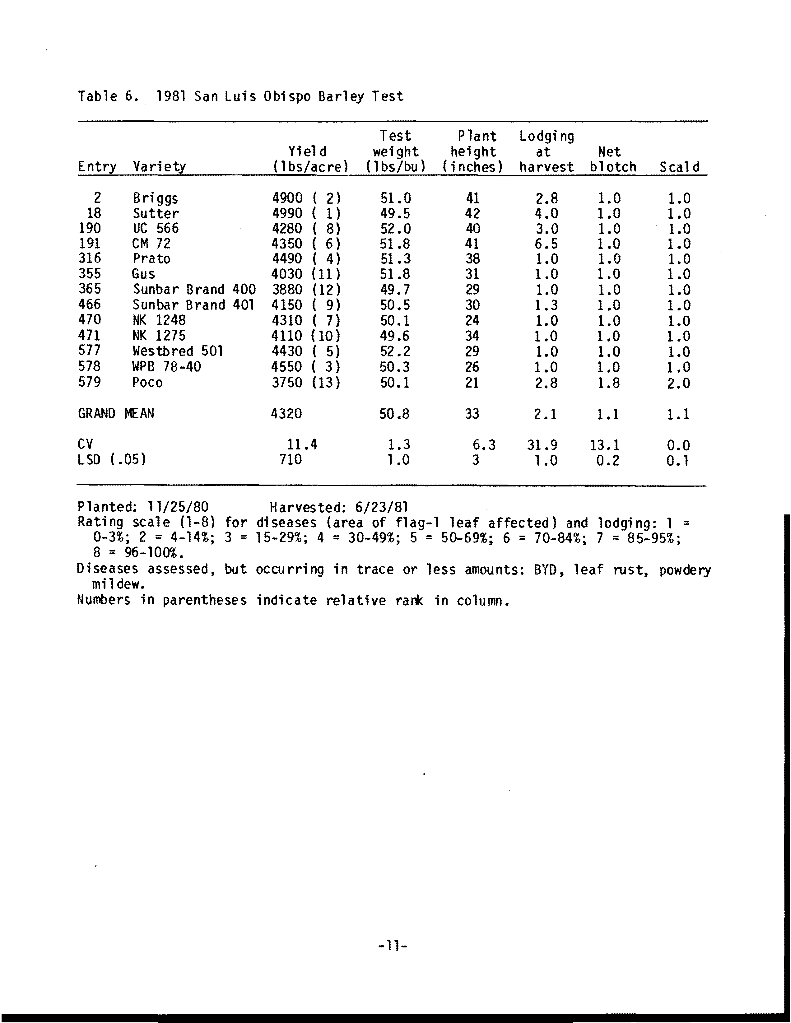 Table 6. 1981 San Luis Obispo Barley Test
Test Plant Lodging
Yield weight height at Net
Entry Variety (lbs/acre) (lbs/bu) (inches) harvest blotch Scald
2 Briggs 4900 ( 2) 51.0 41 2.8 1.0 1.0
18 Sutter 4990 ( 1) 49.5 42 4.0 1.0 1.0
190 UC 566 4280 ( 8) 52.0 40 3.0 1.0 1.0
191 CM 72 4350 ( 6) 51.8 41 6.5 1.0 1.0
316 Prato 4490 ( 4) 51.3 38 1.0 1.0 1.0
355 Gus 4030 (11) 51.8 31 1.0 1.0 1.0
365 Sunbar Brand 400 3880 (12) 49.7 29 1.0 1.0 1.0
466 Sunbar Brand 401 4150 ( 9) 50.5 30 1.3 1.0 1.0
470 NK 1248 4310 ( 7) 50.1 24 1.0 1.0 1.0
471 NK 1275 4110 (10) 49.6 34 1.0 1.0 1.0
577 Westbred 501 4430 ( 5) 52.2 29 1.0 1.0 1.0
578 WPB 78-40 4550 ( 3) 50.3 26 1.0 1.0 1.0
579 Poco 3750 (13) 50.1 21 2.8 1.8 2.0
GRAND MEAN 4320 50.8 33 2.1 1.1 1.1
CV 11.4 1.3 6.3 31.9 13.1 0.0
LSD (.05) 710 1.0 3 1.0 0.2 0.1
Planted: 11/25/80 Harvested: 6/23/81
Rating scale (1-8) for diseases (area of flag-1 leaf affected) and lodging: 1 =
0-3%; 2 = 4-14%; 3 = 15-29%; 4 = 30-49%; 5 = 50-69%; 6 = 70-84%; 7 = 85-95%;
8 = 96-100%.
Diseases assessed, but occurring in trace or less amounts: BYD, leaf rust, powdery
mildew.
Numbers in parentheses indicate relative rank in column.
-11-